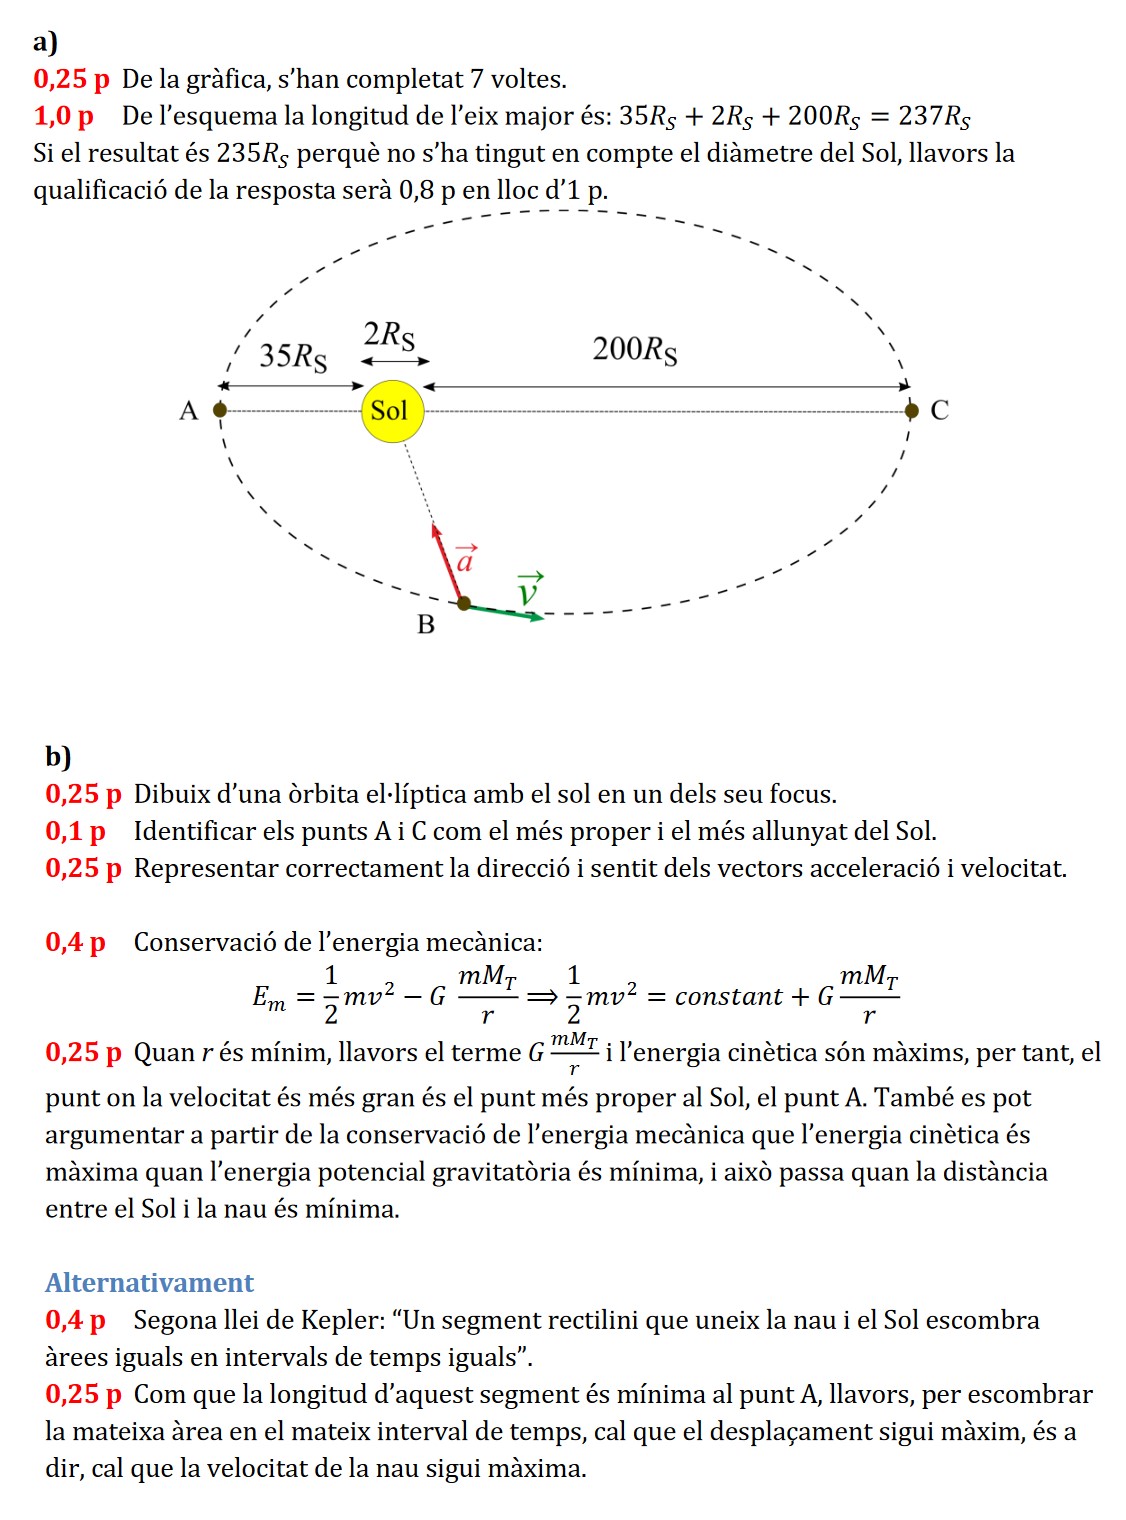 a)
0,25 p De la gràfica, s’han completat 7 voltes.
1,0 p De l’esquema la longitud de l’eix major és: 35R_S + 2R_S + 200R_S = 237R_S
Si el resultat és 235R_S perquè no s’ha tingut en compte el diàmetre del Sol, llavors la
qualificació de la resposta serà 0,8 p en lloc d’1 p.
2R_S
35R_S
200R_S
A
Sol
C
a⃗
v⃗
B
b)
0,25 p Dibuix d’una òrbita el·líptica amb el sol en un dels seu focus.
0,1 p Identificar els punts A i C com el més proper i el més allunyat del Sol.
0,25 p Representar correctament la direcció i sentit dels vectors acceleració i velocitat.
0,4 p Conservació de l’energia mecànica:
E_m = 1/2 mv² − G mM_T/r ⟹ 1/2 mv² = constant + G mM_T/r
0,25 p Quan r és mínim, llavors el terme G mM_T/r i l’energia cinètica són màxims, per tant, el
punt on la velocitat és més gran és el punt més proper al Sol, el punt A. També es pot
argumentar a partir de la conservació de l’energia mecànica que l’energia cinètica és
màxima quan l’energia potencial gravitatòria és mínima, i això passa quan la distància
entre el Sol i la nau és mínima.
Alternativament
0,4 p Segona llei de Kepler: “Un segment rectilini que uneix la nau i el Sol escombra
àrees iguals en intervals de temps iguals”.
0,25 p Com que la longitud d’aquest segment és mínima al punt A, llavors, per escombrar
la mateixa àrea en el mateix interval de temps, cal que el desplaçament sigui màxim, és a
dir, cal que la velocitat de la nau sigui màxima.